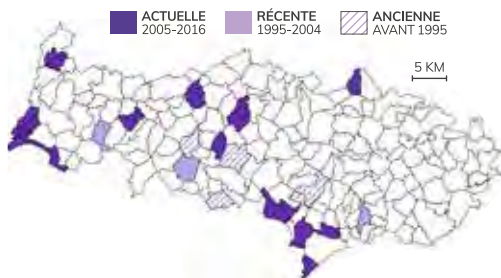 ACTUELLE
2005-2016
RÉCENTE
1995-2004
ANCIENNE
AVANT 1995
5 KM